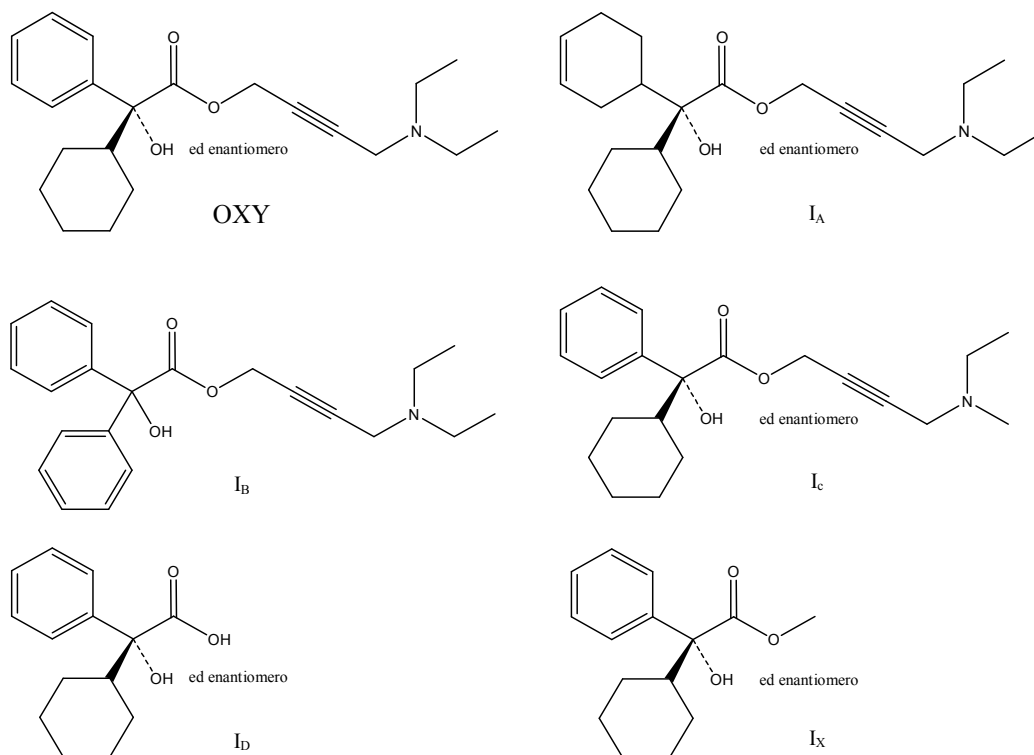 O
O
N
OH ed enantiomero
OXY
O
O
N
OH ed enantiomero
I_A
O
O
N
OH
I_B
O
O
N
OH ed enantiomero
I_c
O
OH
OH ed enantiomero
I_D
O
O
OH ed enantiomero
I_X